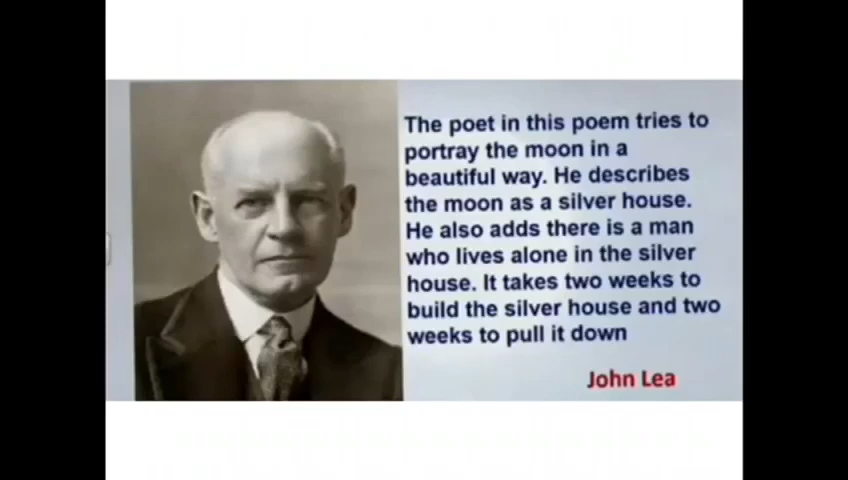 The poet in this poem tries to
portray the moon in a
beautiful way. He describes
the moon as a silver house.
He also adds there is a man
who lives alone in the silver
house. It takes two weeks to
build the silver house and two
weeks to pull it down
John Lea